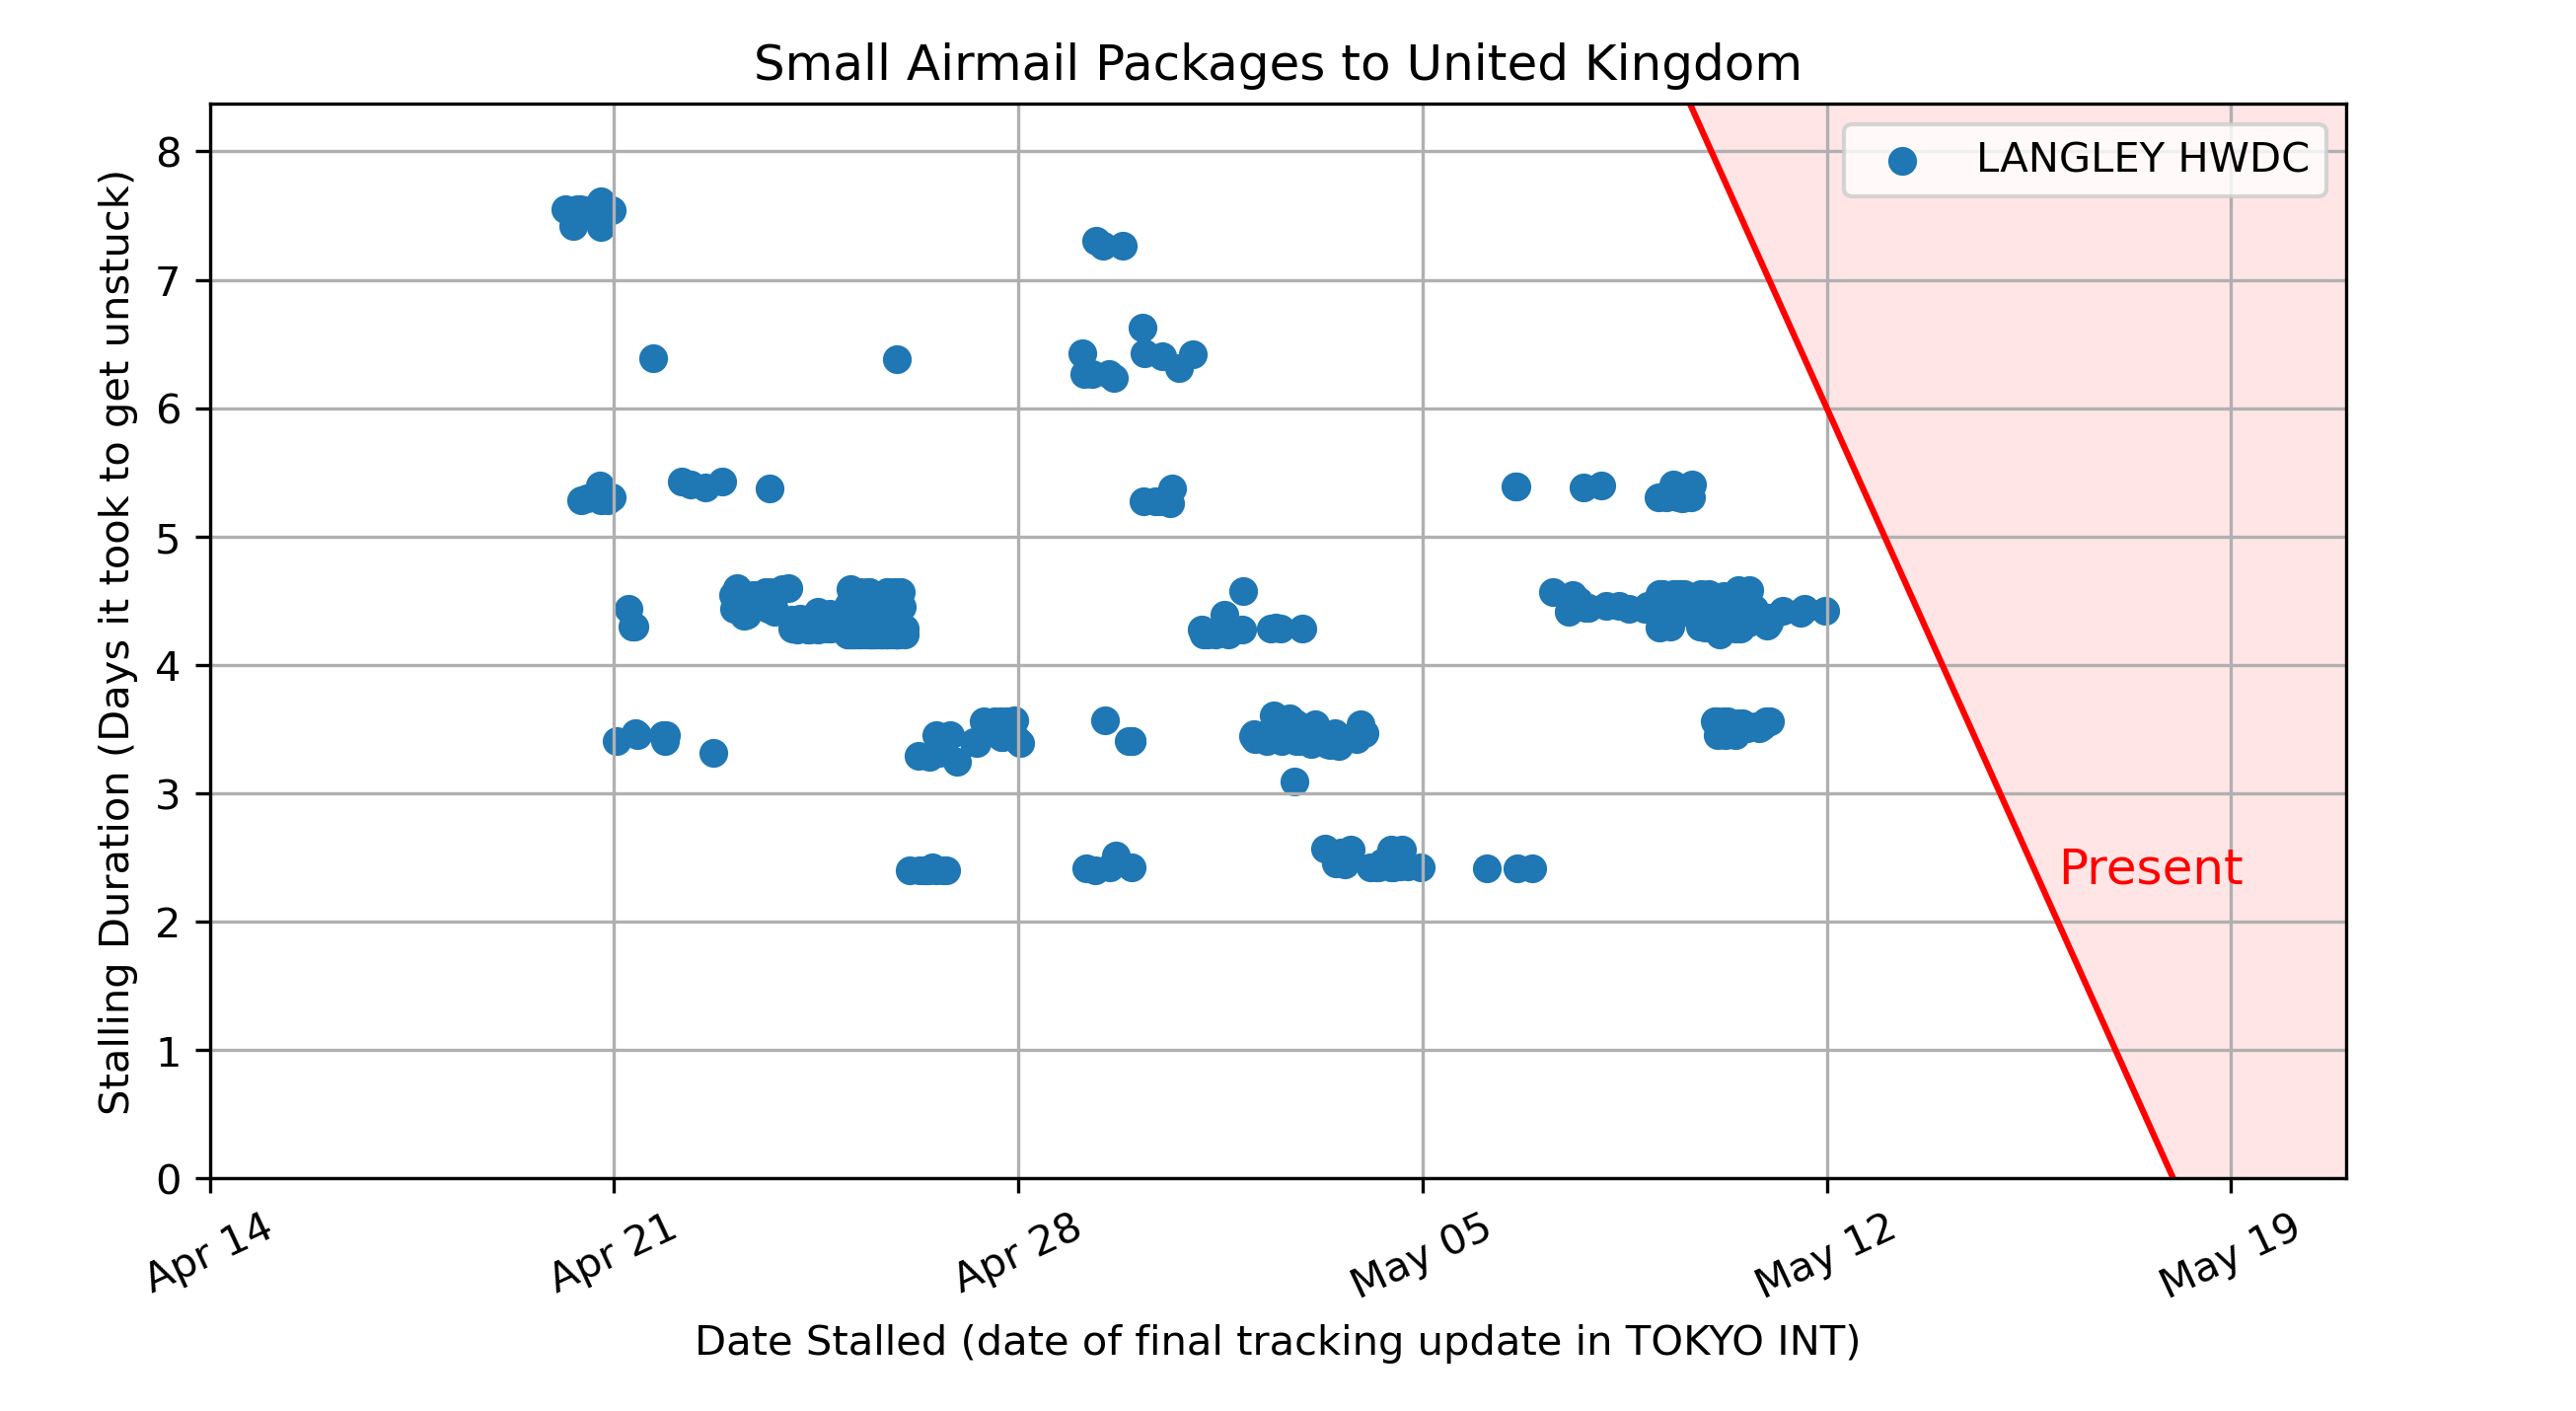 Small Airmail Packages to United Kingdom
LANGLEY HWDC
Stalling Duration (Days it took to get unstuck)
8
7
6
5
4
3
2
1
0
Present
Apr 14
Apr 21
Apr 28
May 05
May 12
May 19
Date Stalled (date of final tracking update in TOKYO INT)